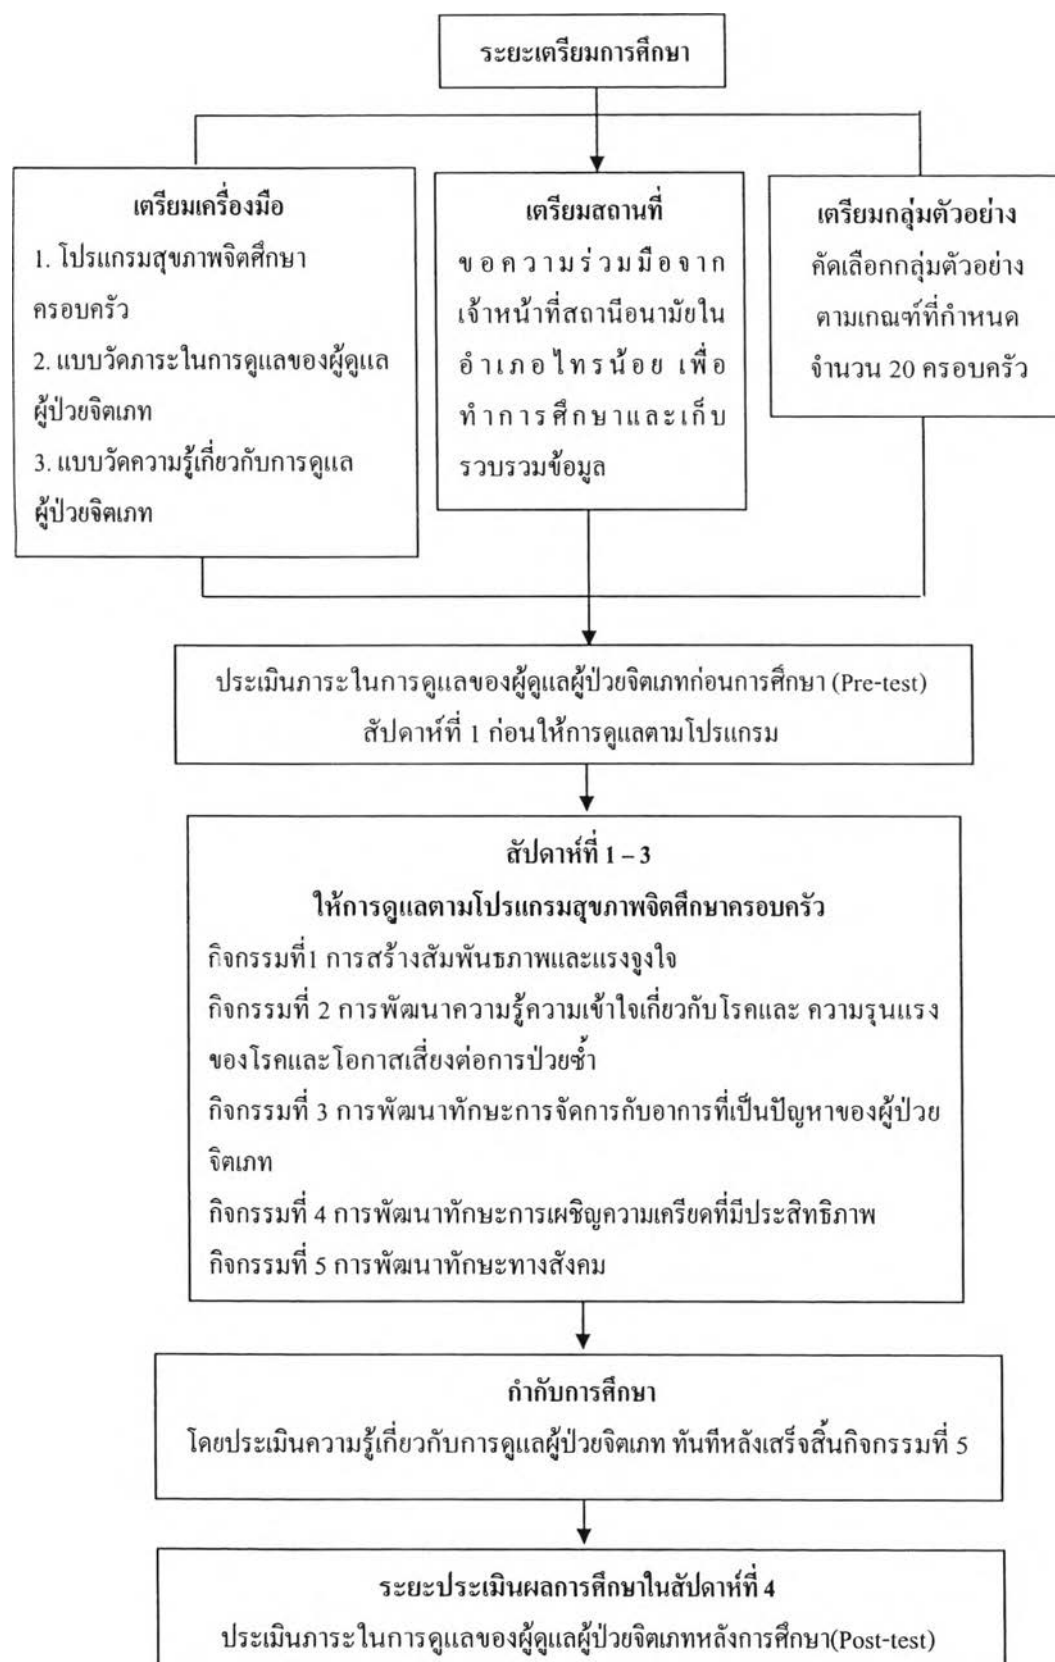 ระยะเตรียมการศึกษา
เตรียมเครื่องมือ
1. โปรแกรมสุขภาพจิตศึกษา
ครอบครัว
2. แบบวัดภาระในการดูแลของผู้ดูแล
ผู้ป่วยจิตเภท
3. แบบวัดความรู้เกี่ยวกับการดูแล
ผู้ป่วยจิตเภท
เตรียมสถานที่
ขอความร่วมมือจาก
เจ้าหน้าที่สถานีอนามัยใน
อำเภอไทรน้อย เพื่อ
ทำการศึกษาและเก็บ
รวบรวมข้อมูล
เตรียมกลุ่มตัวอย่าง
คัดเลือกกลุ่มตัวอย่าง
ตามเกณฑ์ที่กำหนด
จำนวน 20 ครอบครัว
ประเมินภาระในการดูแลของผู้ดูแลผู้ป่วยจิตเภทก่อนการศึกษา (Pre-test)
สัปดาห์ที่ 1 ก่อนให้การดูแลตามโปรแกรม
สัปดาห์ที่ 1 – 3
ให้การดูแลตามโปรแกรมสุขภาพจิตศึกษาครอบครัว
กิจกรรมที่1 การสร้างสัมพันธภาพและแรงจูงใจ
กิจกรรมที่ 2 การพัฒนาความรู้ความเข้าใจเกี่ยวกับโรคและ ความรุนแรง
ของโรคและโอกาสเสี่ยงต่อการป่วยซ้ำ
กิจกรรมที่ 3 การพัฒนาทักษะการจัดการกับอาการที่เป็นปัญหาของผู้ป่วย
จิตเภท
กิจกรรมที่ 4 การพัฒนาทักษะการเผชิญความเครียดที่มีประสิทธิภาพ
กิจกรรมที่ 5 การพัฒนาทักษะทางสังคม
กำกับการศึกษา
โดยประเมินความรู้เกี่ยวกับการดูแลผู้ป่วยจิตเภท ทันทีหลังเสร็จสิ้นกิจกรรมที่ 5
ระยะประเมินผลการศึกษาในสัปดาห์ที่ 4
ประเมินภาระในการดูแลของผู้ดูแลผู้ป่วยจิตเภทหลังการศึกษา(Post-test)